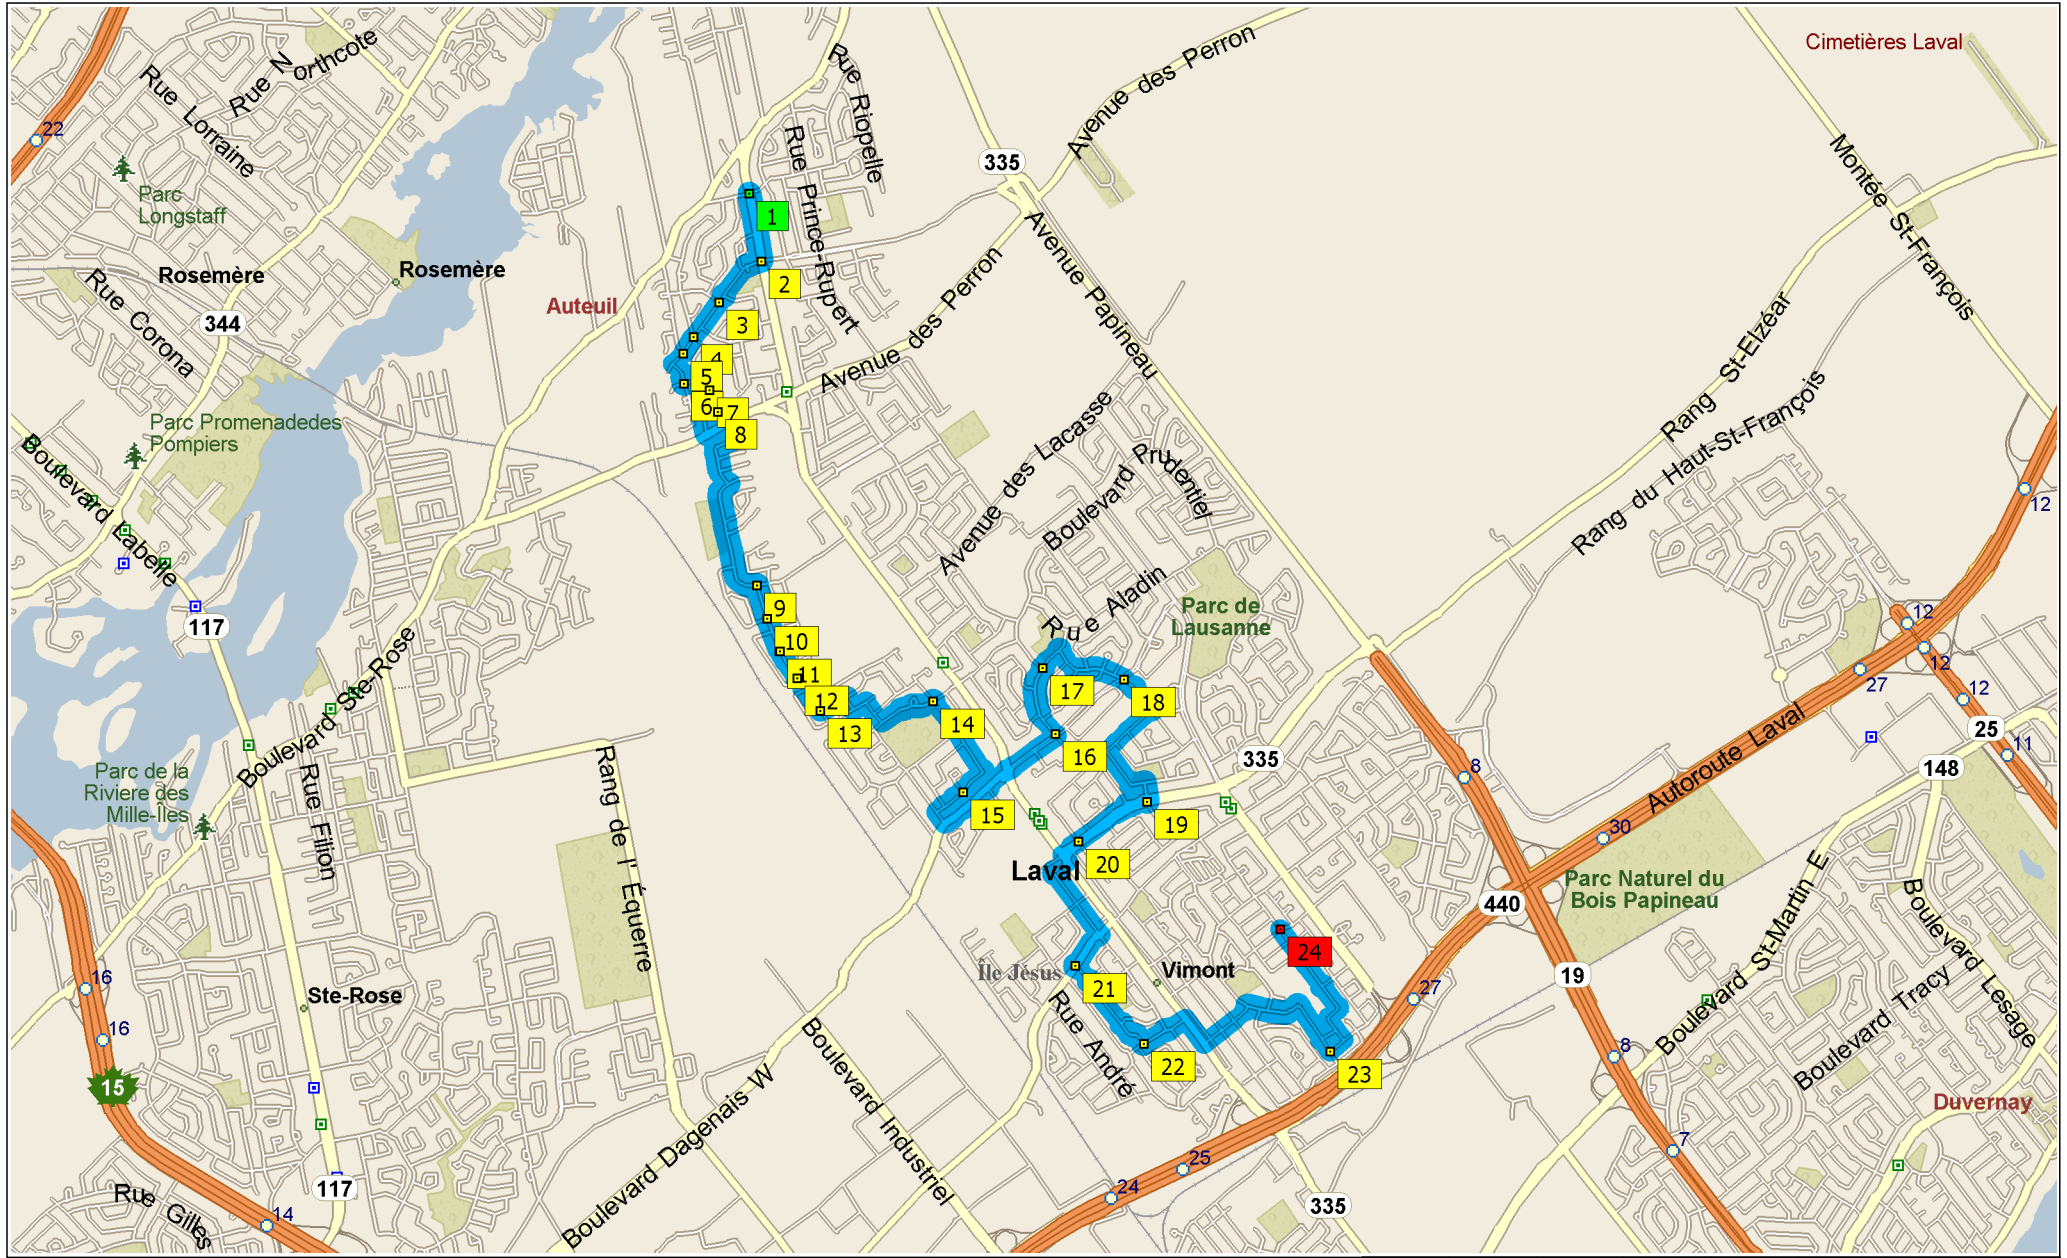 Cimetières Laval
Rue Northcote
Rue Lorraine
Rue Riopelle
Avenue des Perron
22
335
Montée St-François
Parc
Longstaff
Rue Prince-Rupert
1
Rosemère
Rosemère
Avenue Papineau
2
Rue Corona
Auteuil
344
3
Avenue des Perron
Rang St-Elzéar
4
5
6
7
8
Rang du Haut-St-François
Parc Promenadedes
Pompiers
Boulevard Labelle
Avenue des Lacasse
Boulevard Prudentiel
12
Rue Aladin
Parc de
Lausanne
9
117
10
12
12
11
17
18
27
12
12
13
14
Boulevard Ste-Rose
16
335
25
11
148
8
Autoroute Laval
Parc de la
Riviere des
Mille-Îles
Rue Filion
Rang de l'Équerre
15
19
30
20
Laval
Parc Naturel du
Bois Papineau
440
Boulevard St-Martin E
Boulevard Lesage
24
Île Jésus
Vimont
19
16
Ste-Rose
21
27
Boulevard Tracy
16
Rue André
22
23
8
15
Boulevard Dagenais W
Boulevard Industriel
Duvernay
7
25
24
117
335
Rue Gilles
14